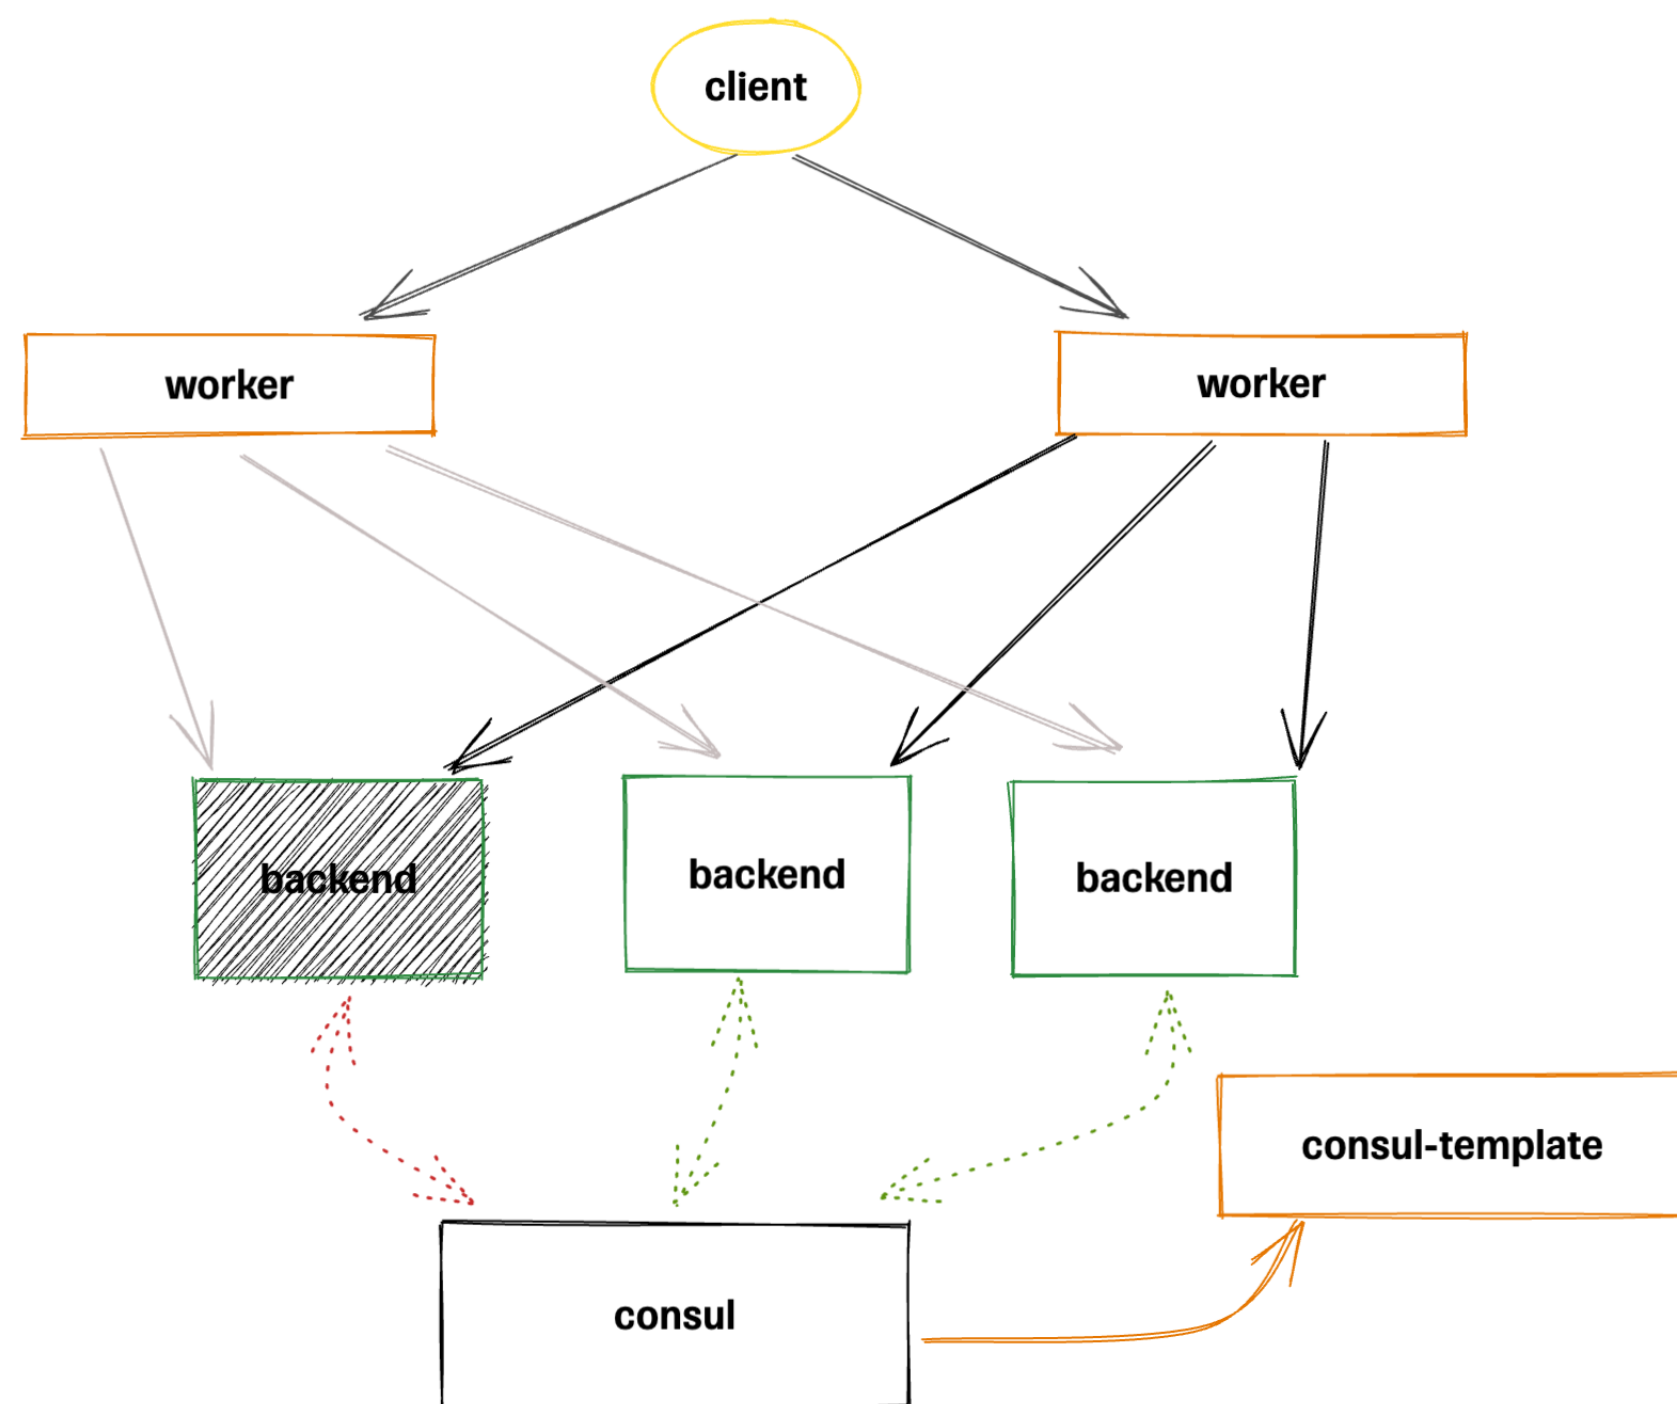 client
worker
worker
backend
backend
backend
consul-template
consul